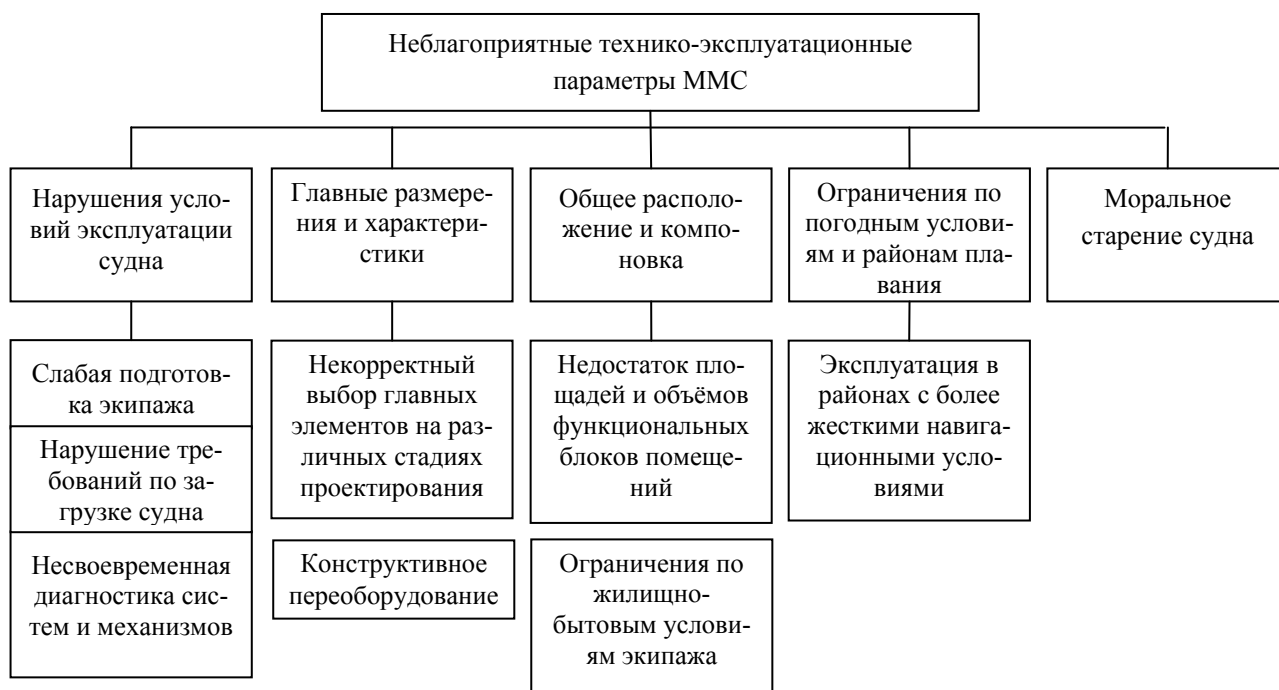 Неблагоприятные технико-эксплуатационные
параметры ММС
Нарушения усло-
вий эксплуатации
судна
Главные размере-
ния и характери-
стики
Общее располо-
жение и компо-
новка
Ограничения по
погодным услови-
ям и районам пла-
вания
Моральное
старение судна
Слабая подготов-
ка экипажа
Нарушение тре-
бований по за-
грузке судна
Несвоевременная
диагностика сис-
тем и механизмов
Некорректный
выбор главных
элементов на раз-
личных стадиях
проектирования
Конструктивное
переоборудование
Недостаток пло-
щадей и объёмов
функциональных
блоков помеще-
ний
Ограничения по
жилищно-
бытовым услови-
ям экипажа
Эксплуатация в
районах с более
жесткими навига-
ционными усло-
виями